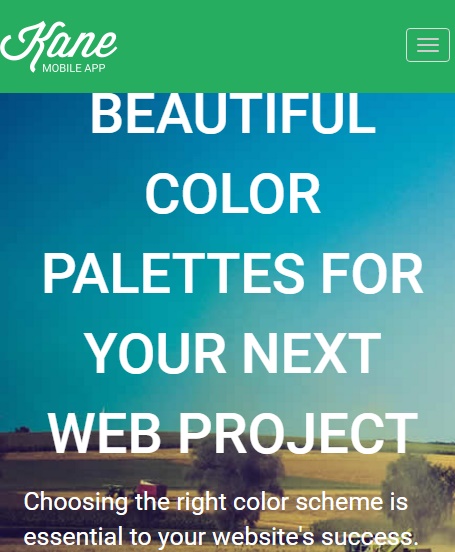 Kane
MOBILE APP
BEAUTIFUL
COLOR
PALETTES FOR
YOUR NEXT
WEB PROJECT
Choosing the right color scheme is
essential to your website's success.